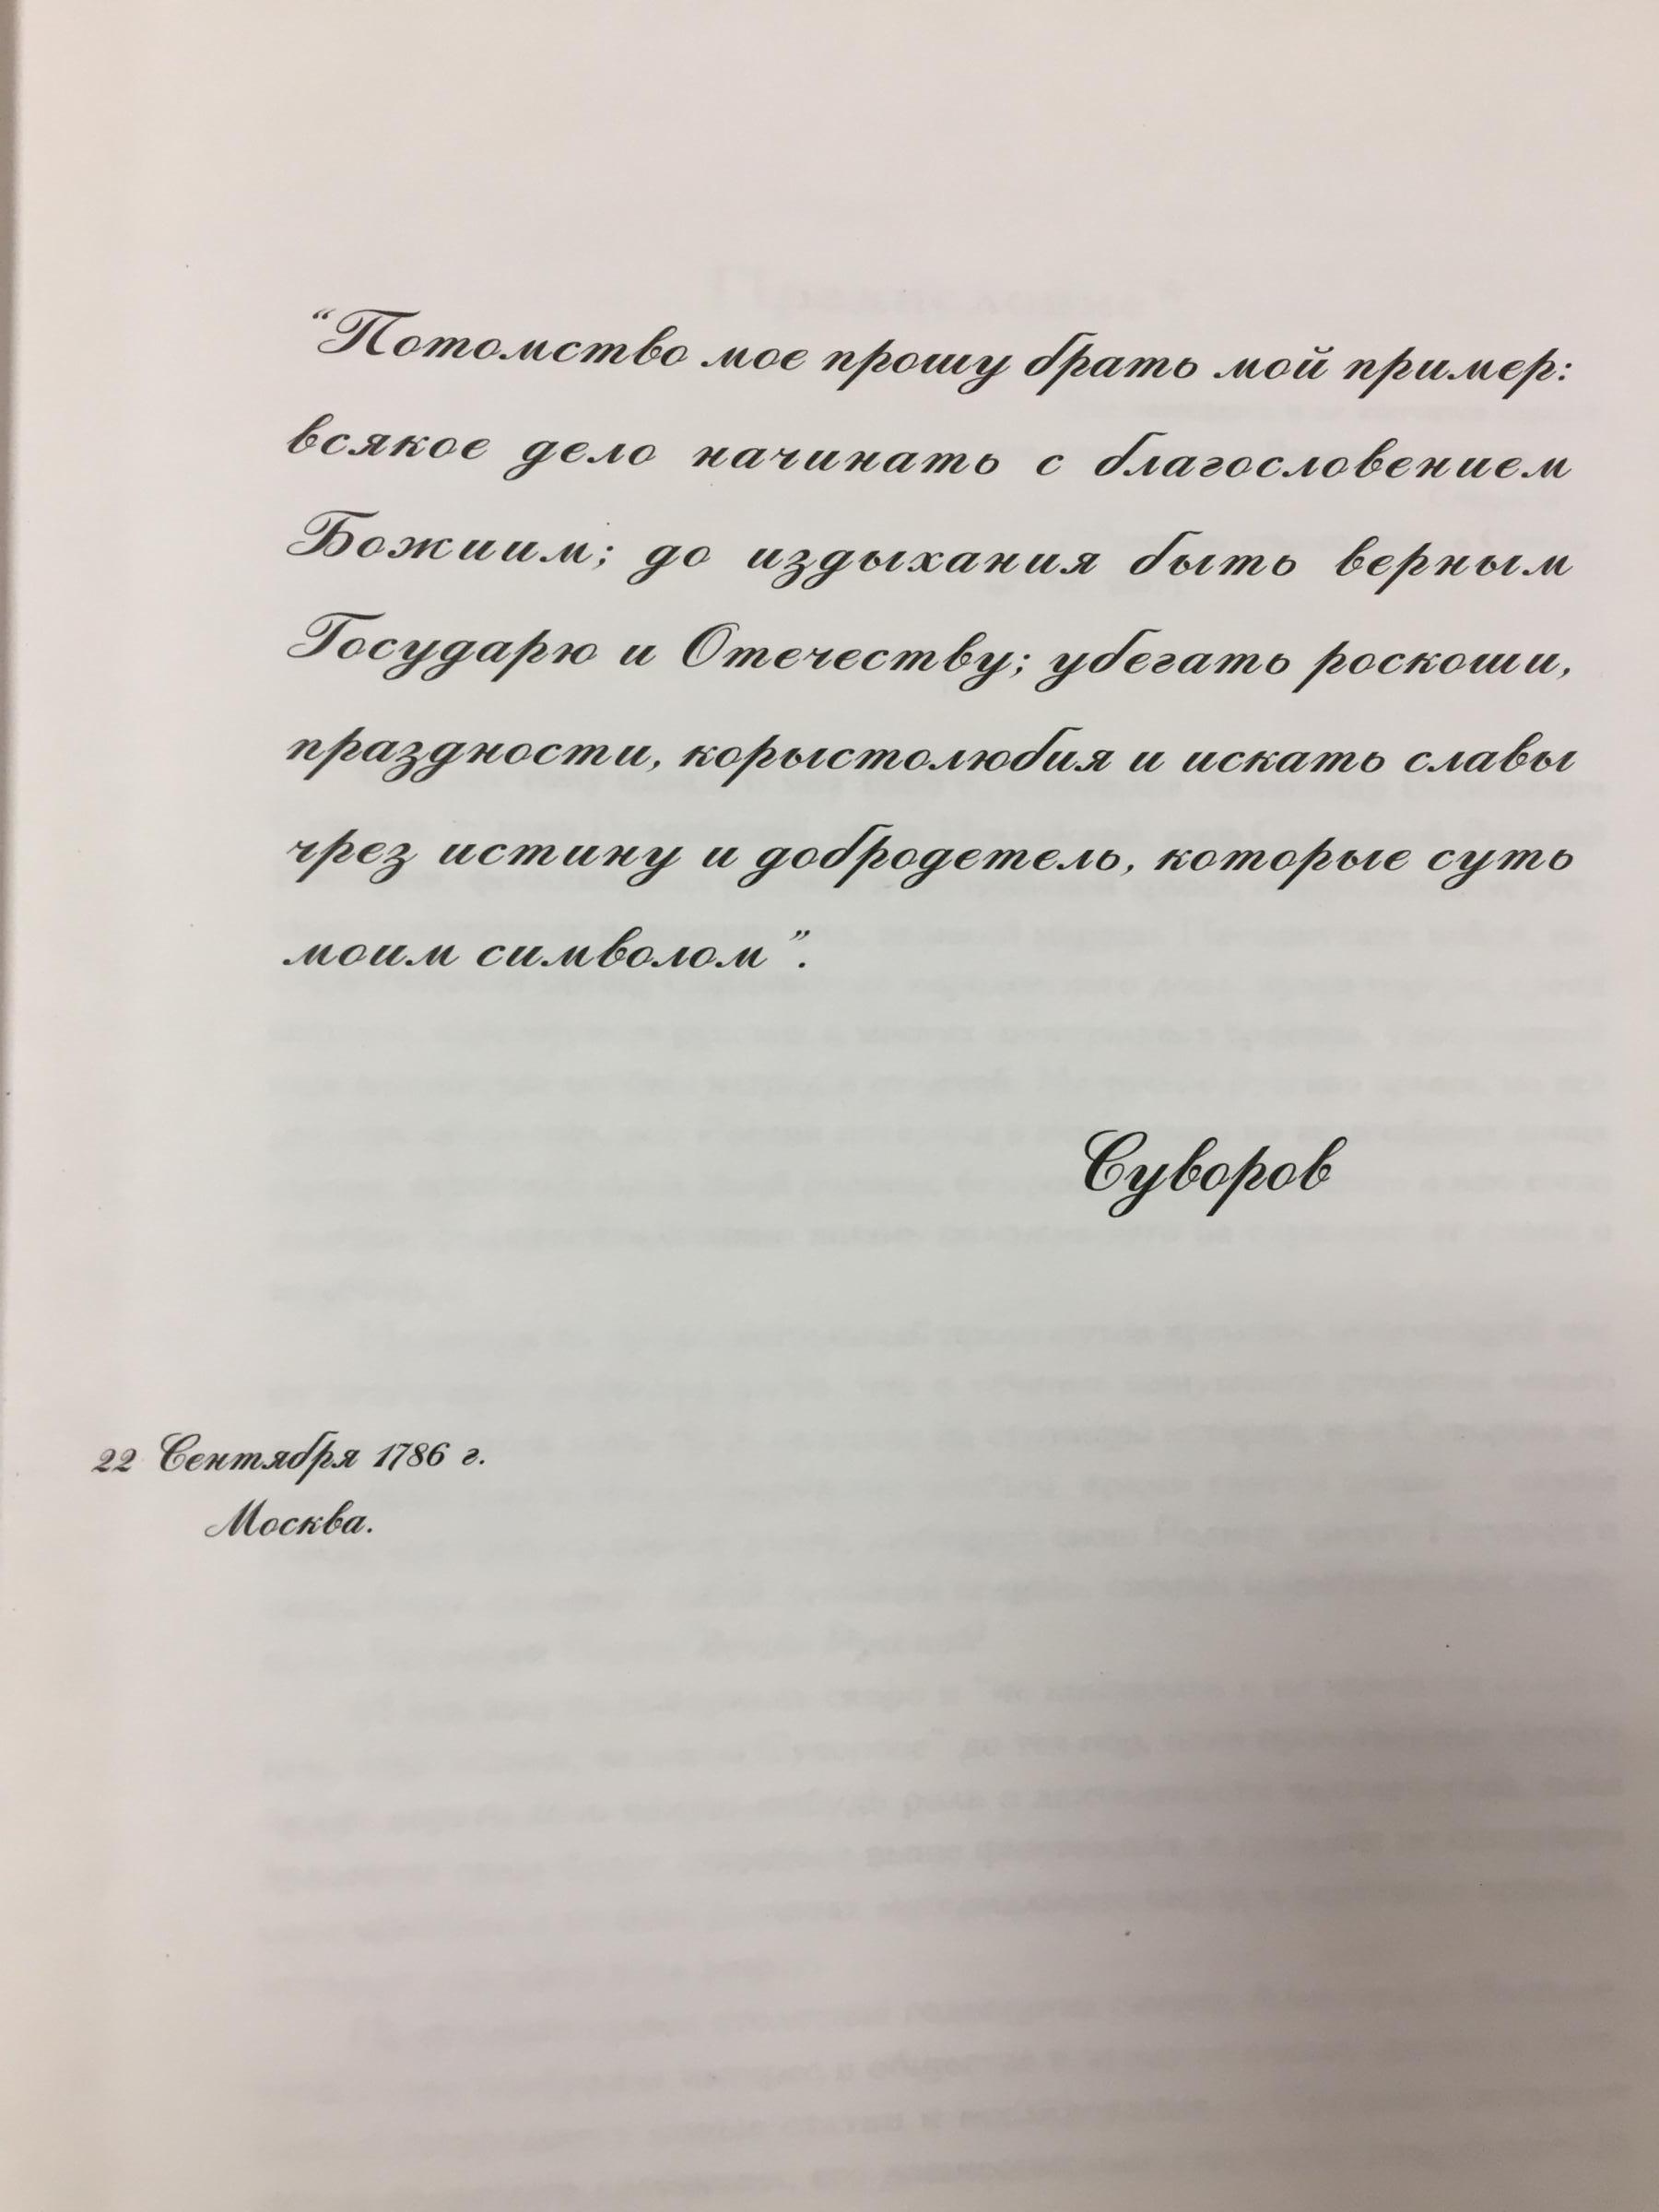 “Потомство мое прошу брать мой пример:
всякое дело начинать с благословением
Божиим; до издыхания быть верным
Государю и Отечеству; убегать роскоши,
праздности, корыстолюбия и искать славы
чрез истину и добродетель, которые суть
моим символом”.
Суворов
22 Сентября 1786 г.
Москва.